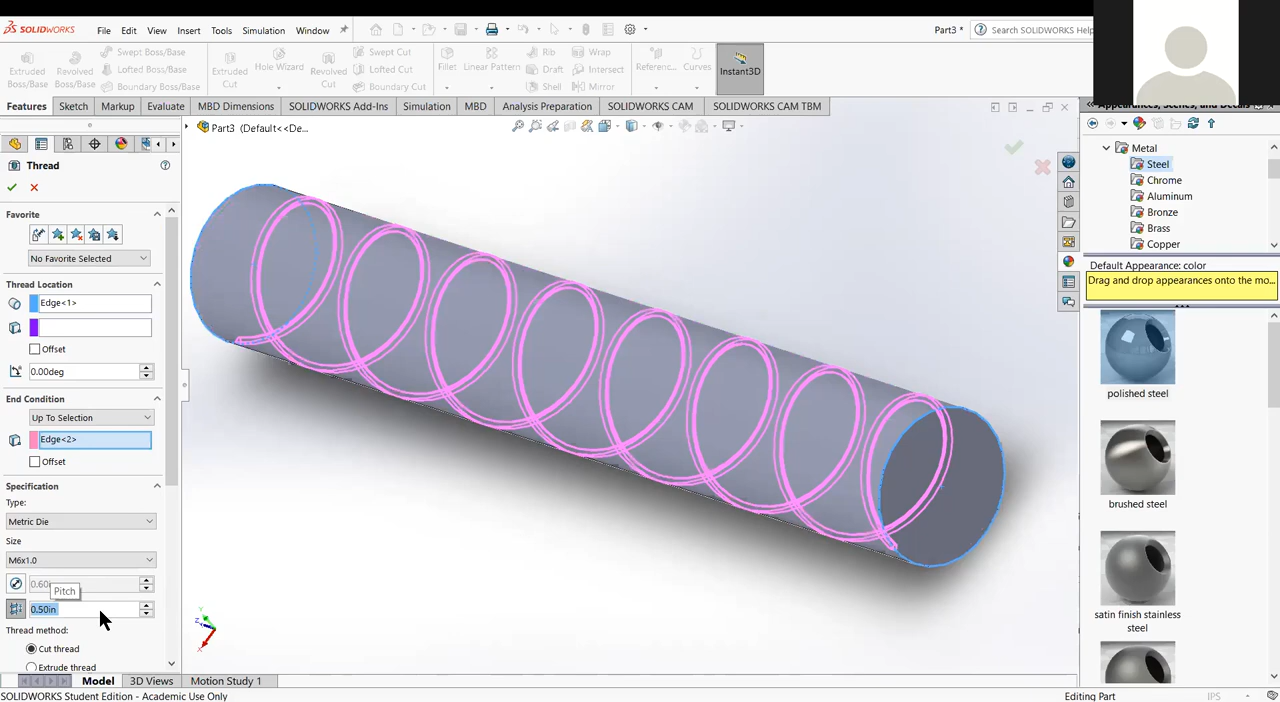 SOLIDWORKS File Edit View Insert Tools Simulation Window Part3 * Search SOLIDWORKS Help
Extruded Boss/Base
Revolved Boss/Base
Swept Boss/Base
Lofted Boss/Base
Boundary Boss/Base
Extruded Cut
Hole Wizard
Revolved Cut
Swept Cut
Lofted Cut
Boundary Cut
Fillet
Linear Pattern
Rib
Draft
Shell
Wrap
Intersect
Mirror
Referenc...
Curves
Instant3D
Features Sketch Markup Evaluate MBD Dimensions SOLIDWORKS Add-Ins Simulation MBD Analysis Preparation SOLIDWORKS CAM SOLIDWORKS CAM TBM
Appearances, Scenes, and Decals
Part3 (Default<<De...
Thread
Favorite
No Favorite Selected
Thread Location
Edge<1>
Offset
0.00deg
End Condition
Up To Selection
Edge<2>
Offset
Specification
Type:
Metric Die
Size
M6x1.0
0.60
Pitch
0.50in
Thread method:
Cut thread
Extrude thread
Metal
Steel
Chrome
Aluminum
Bronze
Brass
Copper
Default Appearance: color
Drag and drop appearances onto the mo...
polished steel
brushed steel
satin finish stainless
steel
Y
Z
X
Model 3D Views Motion Study 1
SOLIDWORKS Student Edition - Academic Use Only Editing Part IPS